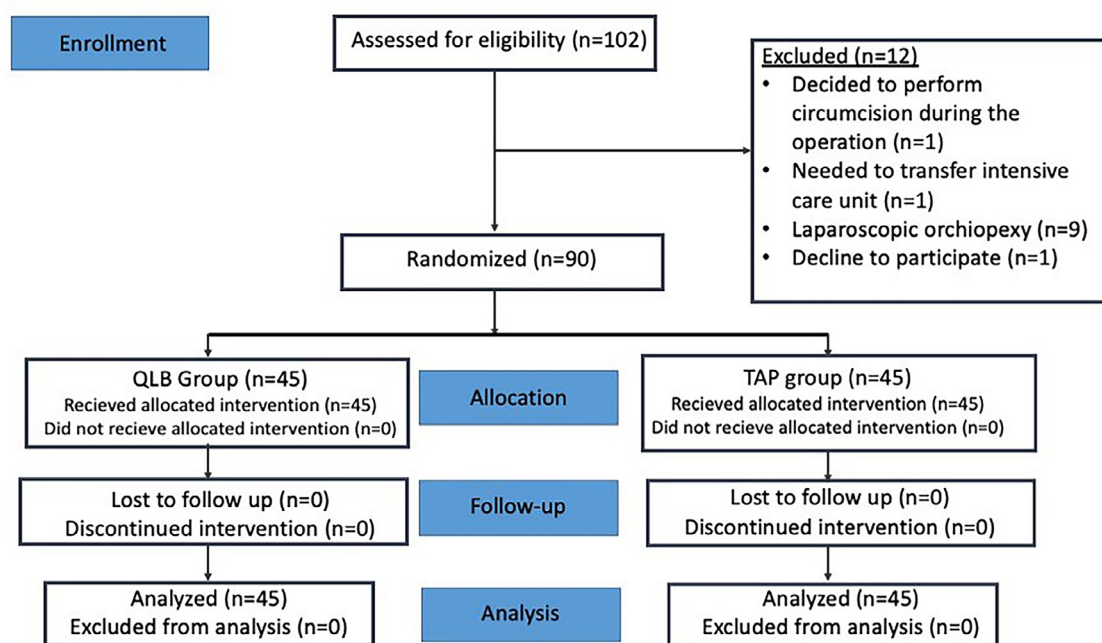 Enrollment
Assessed for eligibility (n=102)
Excluded (n=12)
• Decided to perform
circumcision during the
operation (n=1)
• Needed to transfer intensive
care unit (n=1)
• Laparoscopic orchiopexy (n=9)
• Decline to participate (n=1)
Randomized (n=90)
QLB Group (n=45)
Recieved allocated intervention (n=45)
Did not recieve allocated intervention (n=0)
Allocation
TAP group (n=45)
Recieved allocated intervention (n=45)
Did not recieve allocated intervention (n=0)
Lost to follow up (n=0)
Discontinued intervention (n=0)
Follow-up
Lost to follow up (n=0)
Discontinued intervention (n=0)
Analyzed (n=45)
Excluded from analysis (n=0)
Analysis
Analyzed (n=45)
Excluded from analysis (n=0)